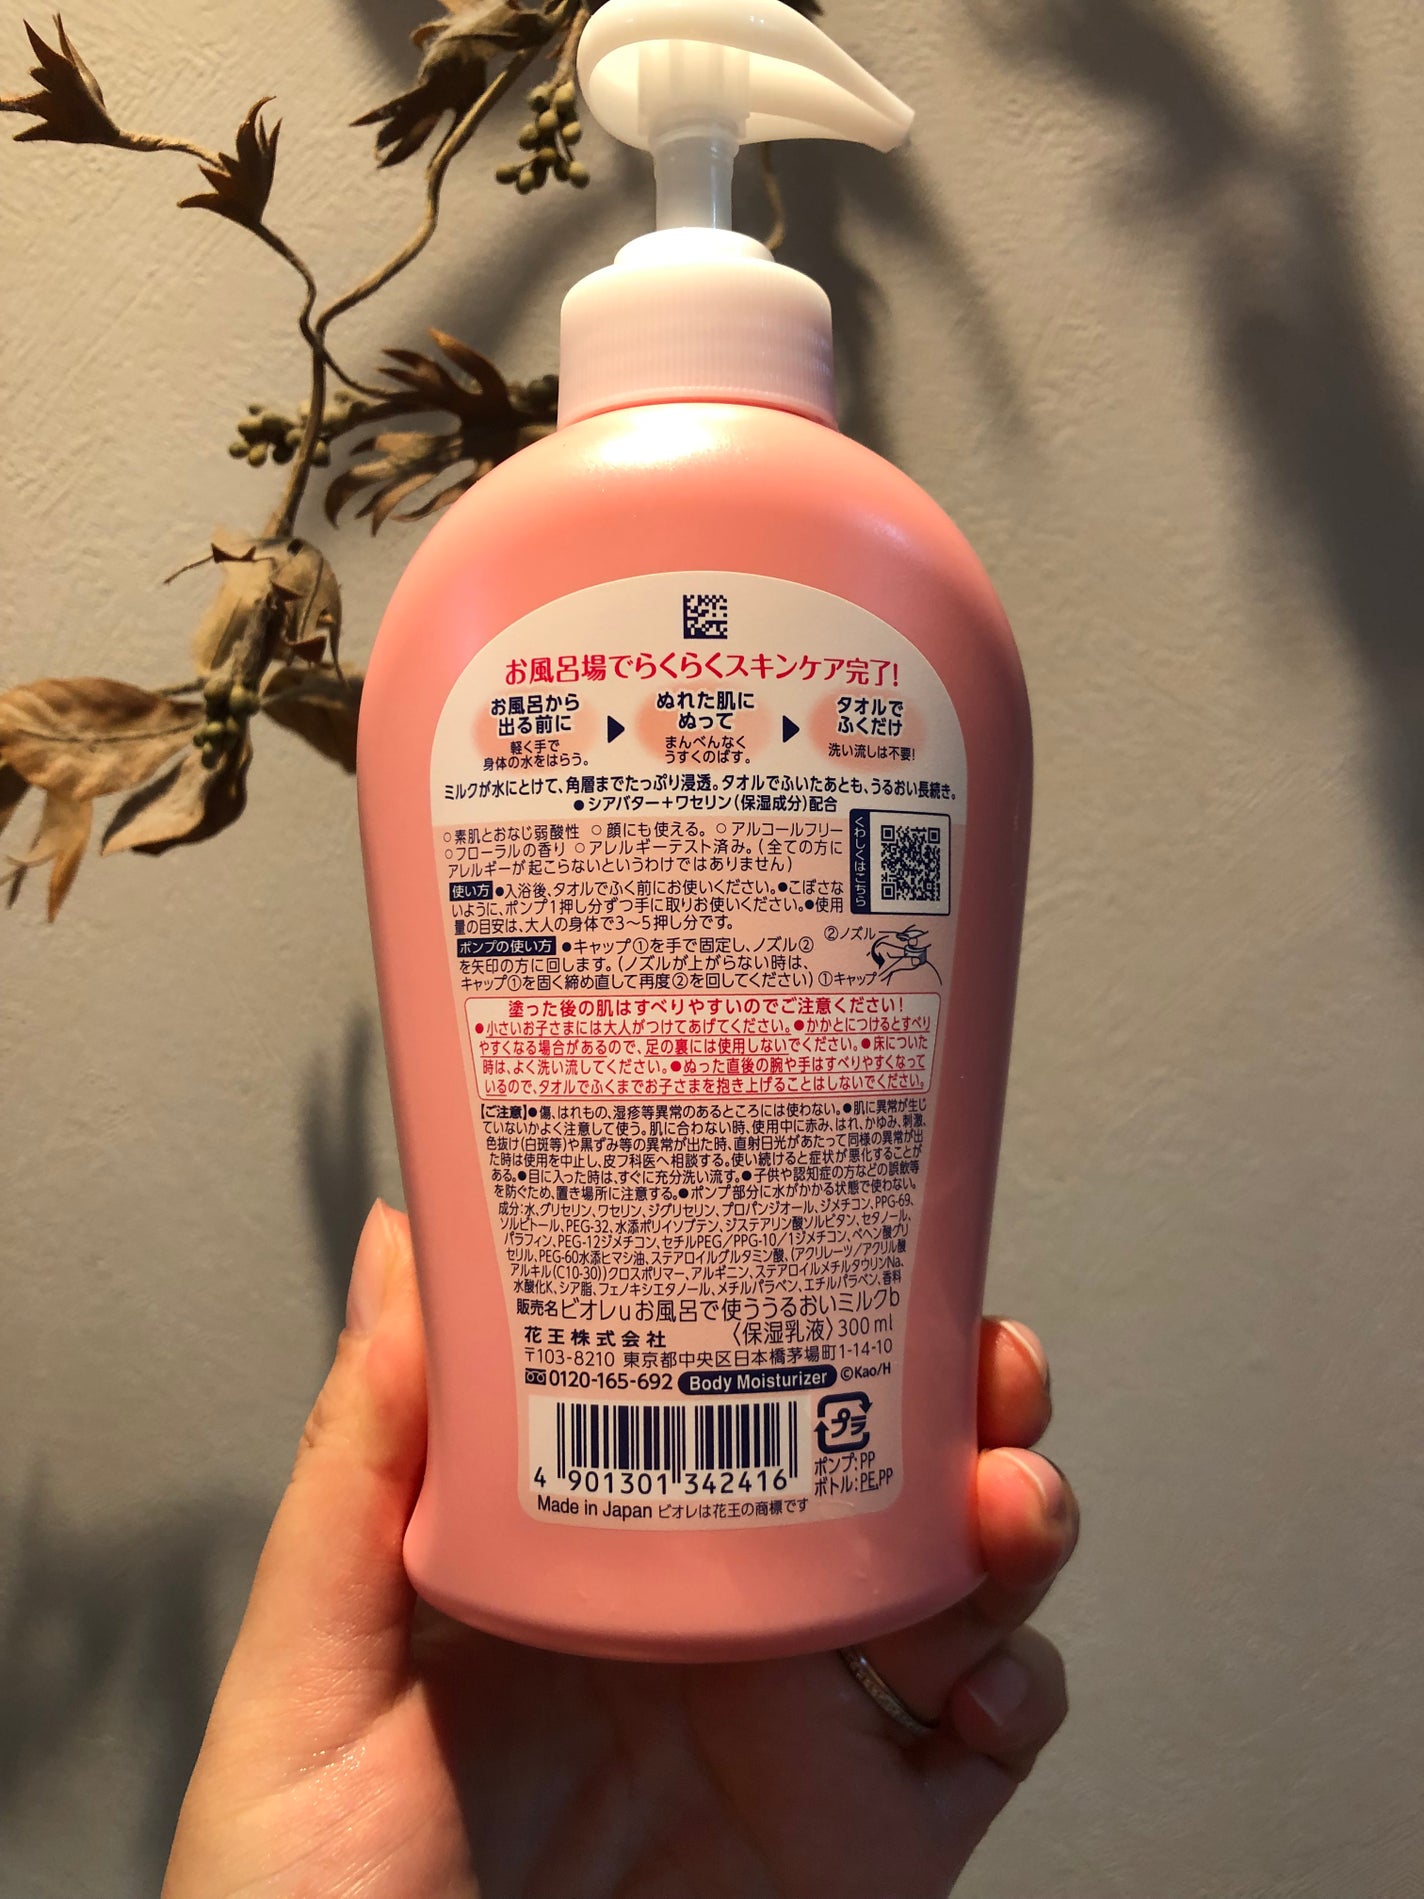 お風呂場でらくらくスキンケア完了!
お風呂から
出る前に
軽く手で
身体の水をはらう。
ぬれた肌に
ぬって
まんべんなく
うすくのばす。
タオルで
ふくだけ
洗い流しは不要!
ミルクが水にとけて、角層までたっぷり浸透。タオルでふいたあとも、うるおい長続き。
●シアバター+ワセリン(保湿成分)配合
○素肌とおなじ弱酸性 ○顔にも使える。 ○アルコールフリー
○フローラルの香り ○アレルギーテスト済み。(全ての方に
アレルギーが起こらないというわけではありません)
くわしくはこちら
使い方 ●入浴後、タオルでふく前にお使いください。●こぼさな
いように、ポンプ1押し分ずつ手に取りお使いください。●使用
量の目安は、大人の身体で3〜5押し分です。
ポンプの使い方 ●キャップ①を手で固定し、ノズル②
を矢印の方に回します。(ノズルが上がらない時は、
キャップ①を固く締め直して再度②を回してください)
②ノズル
①キャップ
塗った後の肌はすべりやすいのでご注意ください!
●小さいお子さまには大人がつけてあげてください。●かかとにつけるとすべり
やすくなる場合があるので、足の裏には使用しないでください。●床についた
時は、よく洗い流してください。●ぬった直後の腕や手はすべりやすくなって
いるので、タオルでふくまでお子さまを抱き上げることはしないでください。
【ご注意】●傷、はれもの、湿疹等異常のあるところには使わない。●肌に異常が生じ
ていないかよく注意して使う。肌に合わない時、使用中に赤み、はれ、かゆみ、刺激、
色抜け(白斑等)や黒ずみ等の異常が出た時、直射日光があたって同様の異常が出
た時は使用を中止し、皮フ科医へ相談する。使い続けると症状が悪化することが
ある。●目に入った時は、すぐに充分洗い流す。●子供や認知症の方などの誤飲等
を防ぐため、置き場所に注意する。●ポンプ部分に水がかかる状態で使わない。
成分:水、グリセリン、ワセリン、ジグリセリン、プロパンジオール、ジメチコン、PPG-69、
ソルビトール、PEG-32、水添ポリイソブテン、ジステアリン酸ソルビタン、セタノール、
パラフィン、PEG-12ジメチコン、セチルPEG/PPG-10/1ジメチコン、ベヘン酸グリ
セリル、PEG-60水添ヒマシ油、ステアロイルグルタミン酸、(アクリレーツ/アクリル酸
アルキル(C10-30))クロスポリマー、アルギニン、ステアロイルメチルタウリンNa、
水酸化K、シア脂、フェノキシエタノール、メチルパラベン、エチルパラベン、香料
販売名ビオレuお風呂で使ううるおいミルクb
花王株式会社 〈保湿乳液〉300ml
〒103-8210 東京都中央区日本橋茅場町1-14-10
0120-165-692 Body Moisturizer ©Kao/H
4 901301 342416
プラ
ポンプ:PP
ボトル:PE,PP
Made in Japan ビオレは花王の商標です